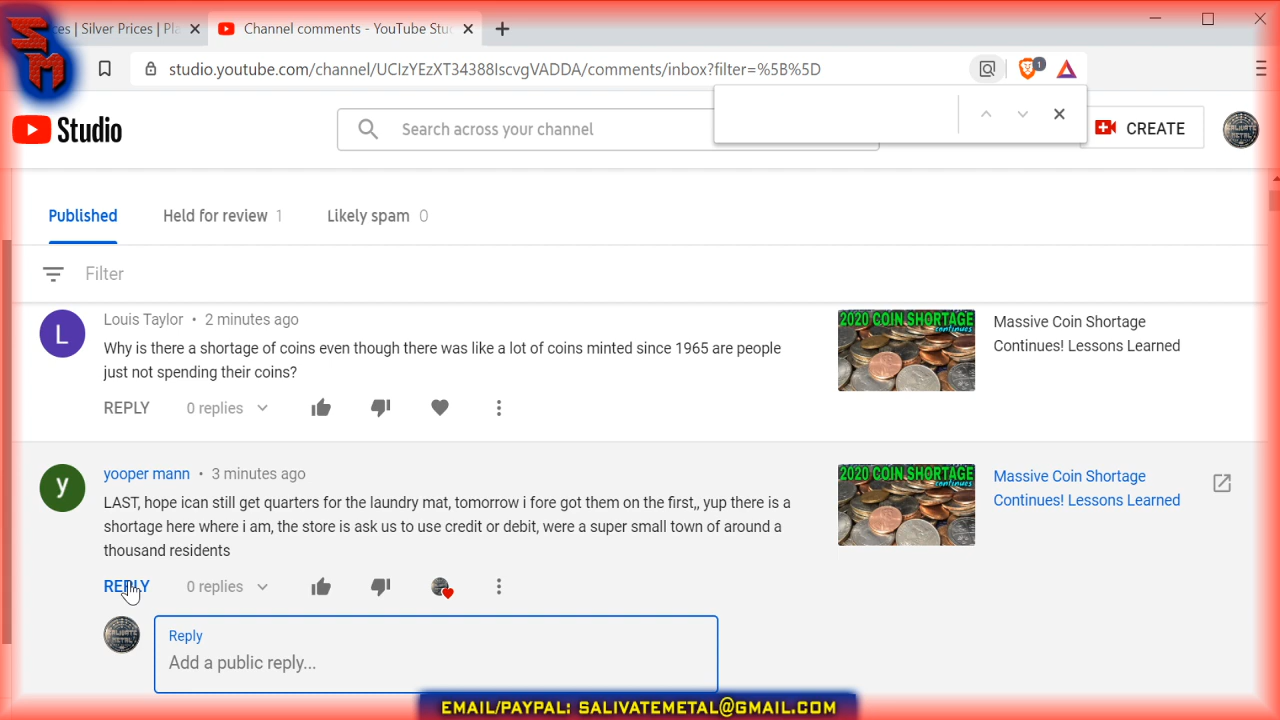 SM
es | Silver Prices | Pla
Channel comments - YouTube Stu
studio.youtube.com/channel/UCIzYEzXT34388IscvgVADDA/comments/inbox?filter=%5B%5D
1
Studio
Search across your channel
CREATE
Published
Held for review 1
Likely spam 0
Filter
L
Louis Taylor • 2 minutes ago
Why is there a shortage of coins even though there was like a lot of coins minted since 1965 are people
just not spending their coins?
REPLY
0 replies
2020 COIN SHORTAGE
continues
Massive Coin Shortage
Continues! Lessons Learned
y
yooper mann • 3 minutes ago
LAST, hope ican still get quarters for the laundry mat, tomorrow i fore got them on the first,, yup there is a
shortage here where i am, the store is ask us to use credit or debit, were a super small town of around a
thousand residents
REPLY
0 replies
2020 COIN SHORTAGE
continues
Massive Coin Shortage
Continues! Lessons Learned
Reply
Add a public reply...
EMAIL/PAYPAL: SALIVATEMETAL@GMAIL.COM